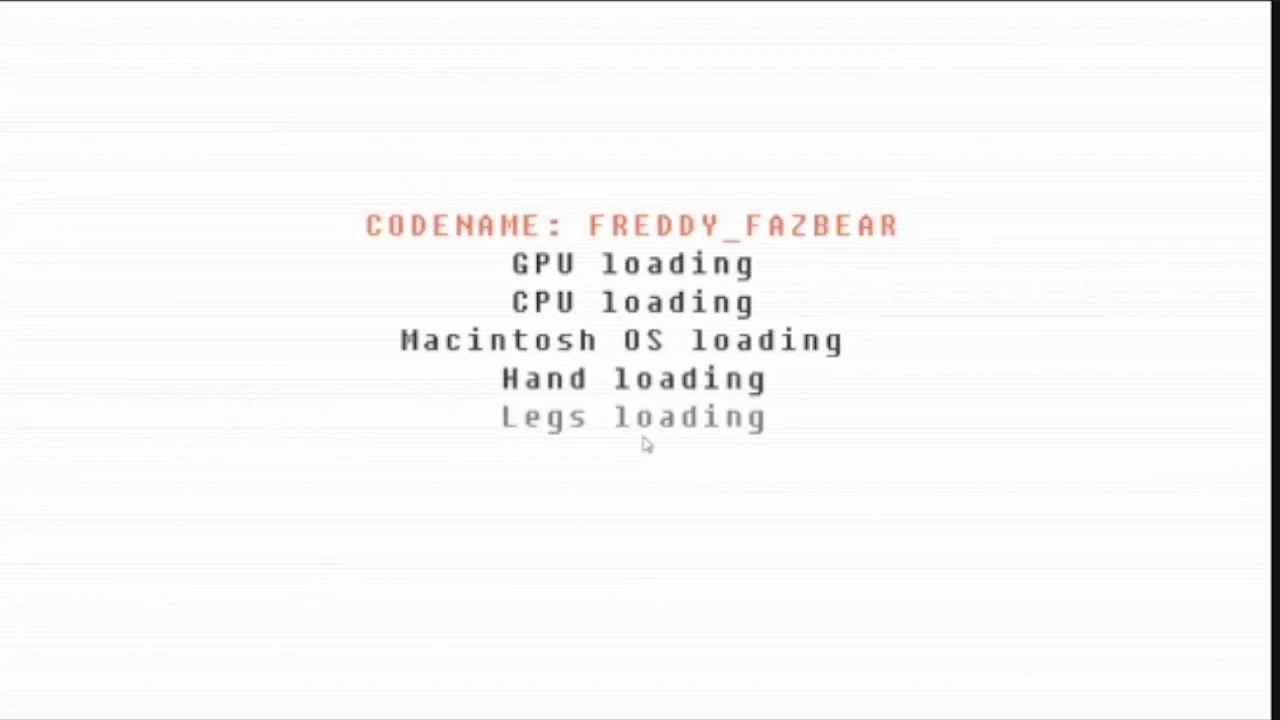 CODENAME: FREDDY_FAZBEAR
GPU loading
CPU loading
Macintosh OS loading
Hand loading
Legs loading